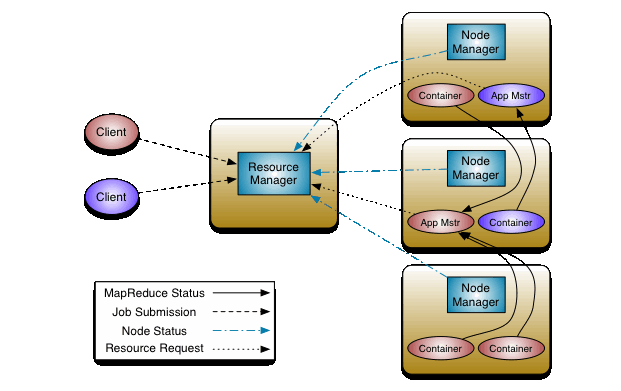 Node
Manager
Container
App Mstr
Client
Resource
Manager
Client
Node
Manager
App Mstr
Container
Node
Manager
Container
Container
MapReduce Status
Job Submission
Node Status
Resource Request